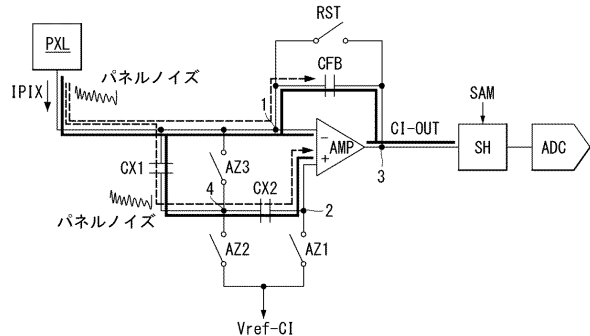 RST
PXL
パネルノイズ
CFB
IPIX
SAM
1
CI-OUT
−
AMP
SH
ADC
CX1
AZ3
+
4
CX2
3
パネルノイズ
2
AZ2
AZ1
Vref-CI